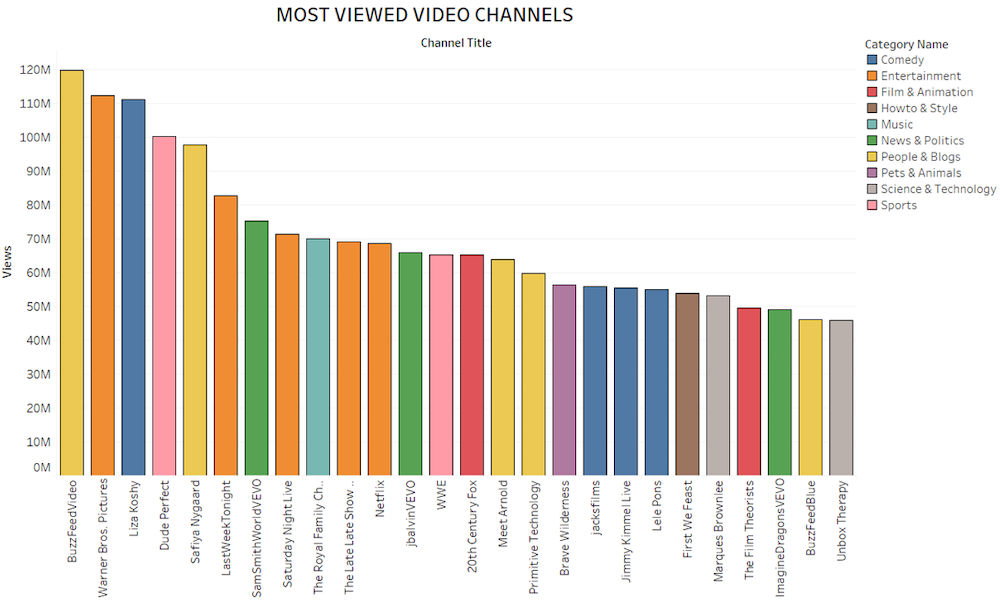 MOST VIEWED VIDEO CHANNELS
Channel Title
Category Name
Comedy
Entertainment
Film & Animation
Howto & Style
Music
News & Politics
People & Blogs
Pets & Animals
Science & Technology
Sports
Views
120M
110M
100M
90M
80M
70M
60M
50M
40M
30M
20M
10M
0M
BuzzFeedVideo
Warner Bros. Pictures
Liza Koshy
Dude Perfect
Safiya Nygaard
LastWeekTonight
SamSmithWorldVEVO
Saturday Night Live
The Royal Family Ch..
The Late Late Show ..
Netflix
jbalvinVEVO
WWE
20th Century Fox
Meet Arnold
Primitive Technology
Brave Wilderness
jacksfilms
Jimmy Kimmel Live
Lele Pons
First We Feast
Marques Brownlee
The Film Theorists
ImagineDragonsVEVO
BuzzFeedBlue
Unbox Therapy